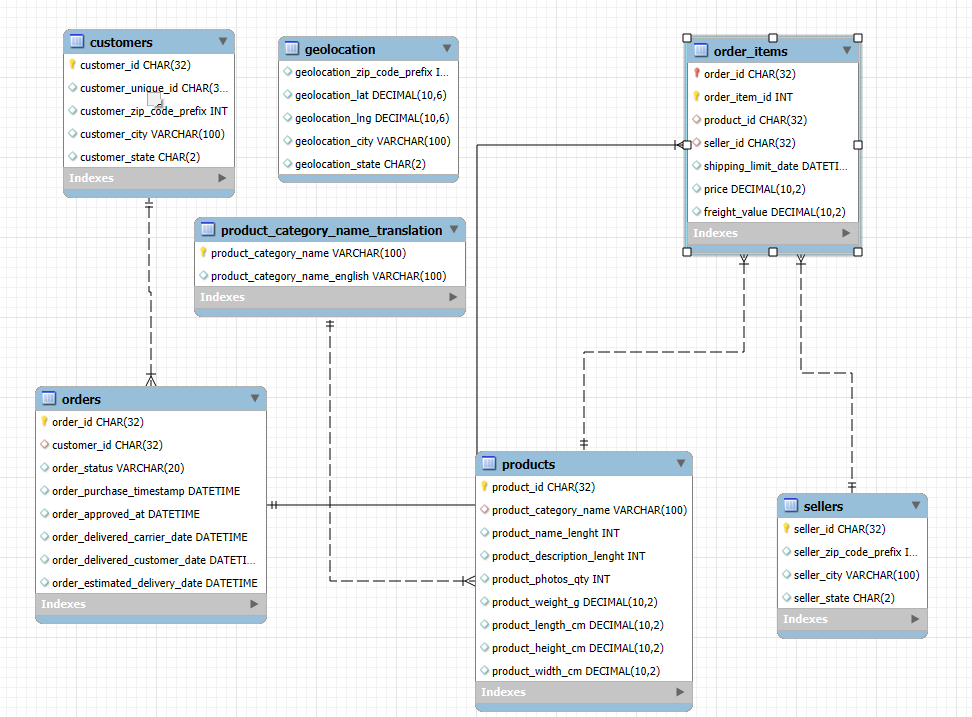 customers
customer_id CHAR(32)
customer_unique_id CHAR(3...
customer_zip_code_prefix INT
customer_city VARCHAR(100)
customer_state CHAR(2)
Indexes
geolocation
geolocation_zip_code_prefix I...
geolocation_lat DECIMAL(10,6)
geolocation_lng DECIMAL(10,6)
geolocation_city VARCHAR(100)
geolocation_state CHAR(2)
order_items
order_id CHAR(32)
order_item_id INT
product_id CHAR(32)
seller_id CHAR(32)
shipping_limit_date DATETI...
price DECIMAL(10,2)
freight_value DECIMAL(10,2)
Indexes
product_category_name_translation
product_category_name VARCHAR(100)
product_category_name_english VARCHAR(100)
Indexes
orders
order_id CHAR(32)
customer_id CHAR(32)
order_status VARCHAR(20)
order_purchase_timestamp DATETIME
order_approved_at DATETIME
order_delivered_carrier_date DATETIME
order_delivered_customer_date DATETI...
order_estimated_delivery_date DATETIME
Indexes
products
product_id CHAR(32)
product_category_name VARCHAR(100)
product_name_lenght INT
product_description_lenght INT
product_photos_qty INT
product_weight_g DECIMAL(10,2)
product_length_cm DECIMAL(10,2)
product_height_cm DECIMAL(10,2)
product_width_cm DECIMAL(10,2)
Indexes
sellers
seller_id CHAR(32)
seller_zip_code_prefix I...
seller_city VARCHAR(100)
seller_state CHAR(2)
Indexes